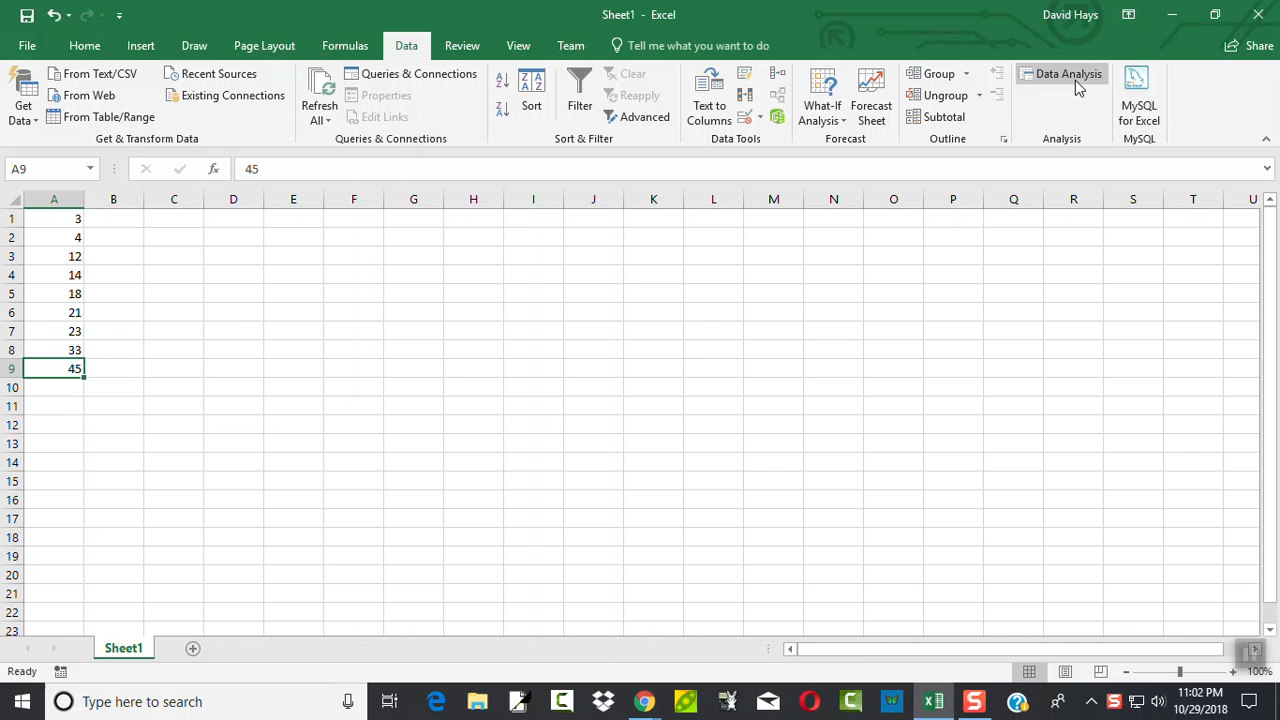 Sheet1 - Excel
David Hays
File Home Insert Draw Page Layout Formulas Data Review View Team Tell me what you want to do Share
Get Data
From Text/CSV
From Web
From Table/Range
Recent Sources
Existing Connections
Get & Transform Data
Refresh All
Queries & Connections
Properties
Edit Links
Queries & Connections
Sort
Filter
Clear
Reapply
Advanced
Sort & Filter
Text to Columns
Data Tools
What-If Analysis
Forecast Sheet
Forecast
Group
Ungroup
Subtotal
Outline
Data Analysis
Analysis
MySQL for Excel
MySQL
A9 fx 45
A B C D E F G H I J K L M N O P Q R S T U
1 3
2 4
3 12
4 14
5 18
6 21
7 23
8 33
9 45
10
11
12
13
14
15
16
17
18
19
20
21
22
23
Sheet1
Ready
100%
Type here to search
11:02 PM
10/29/2018